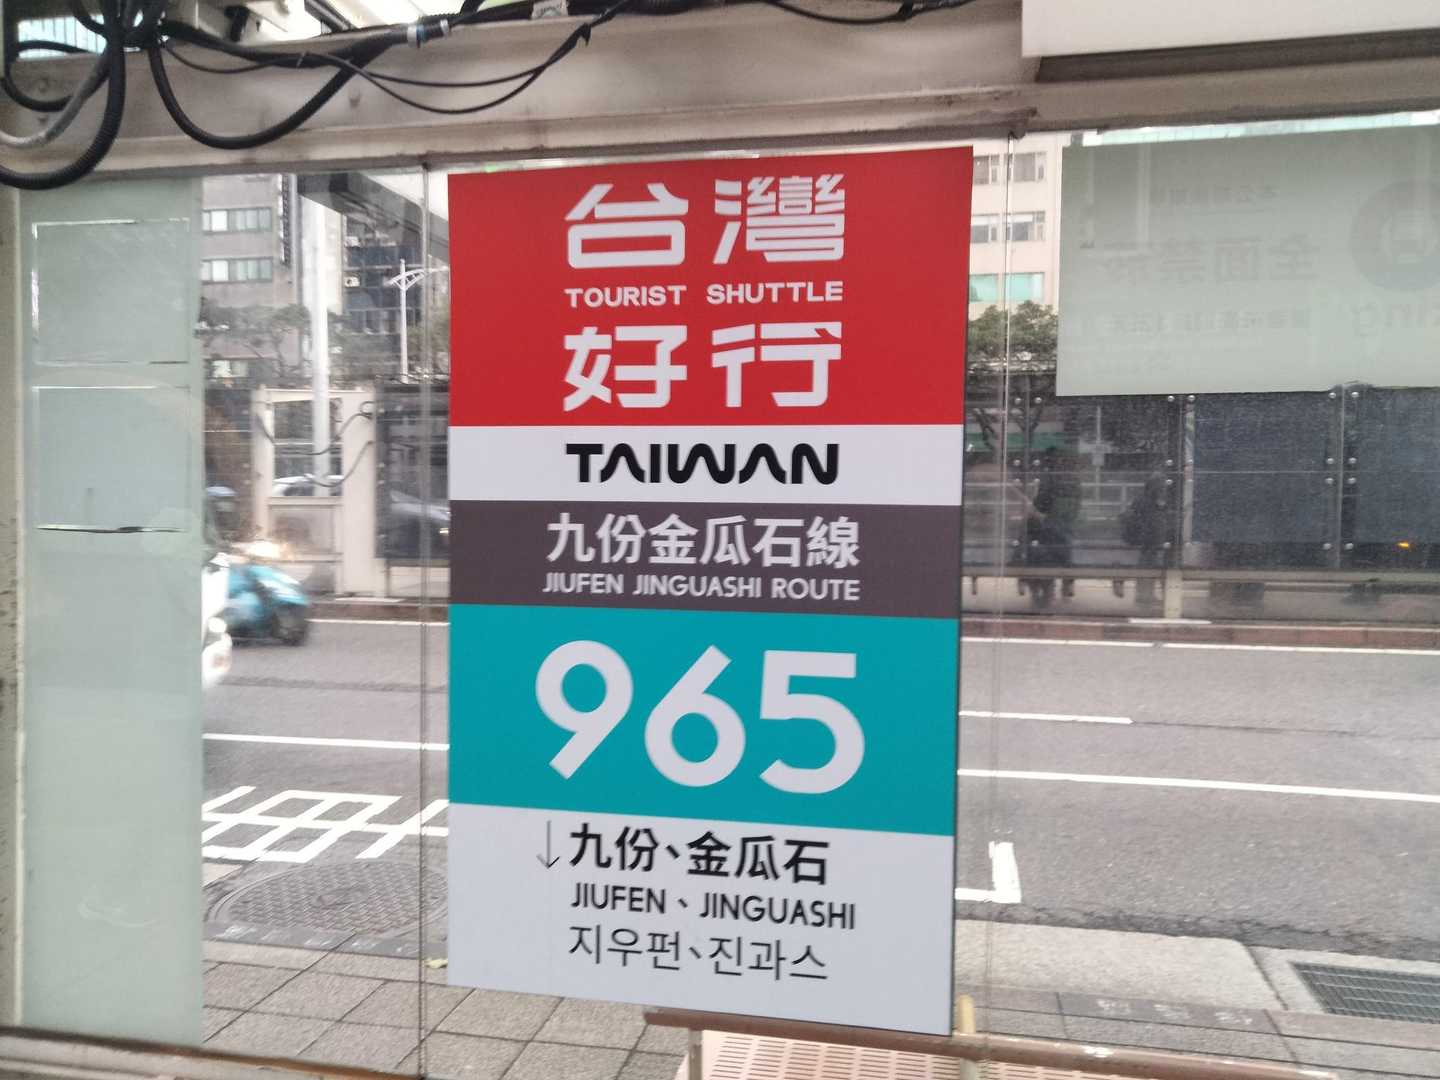 台灣
TOURIST SHUTTLE
好行
TAIWAN
九份金瓜石線
JIUFEN JINGUASHI ROUTE
965
↓九份、金瓜石
JIUFEN、JINGUASHI
지우펀、진과스